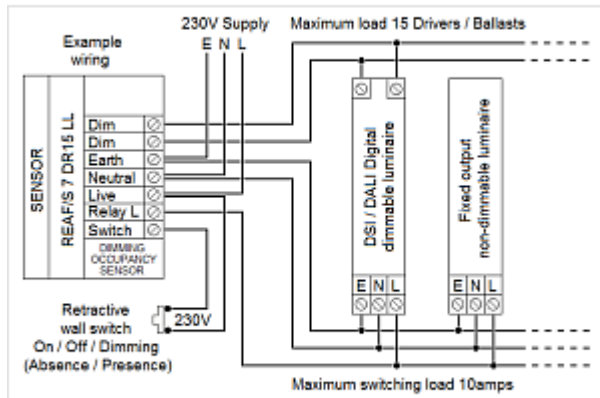 230V Supply
Maximum load 15 Drivers / Ballasts
Example
wiring
E N L
SENSOR
REAF/S 7 DR15 LL
Dim
Dim
Earth
Neutral
Live
Relay L
Switch
DIMMING
OCCUPANCY
SENSOR
DSI / DALI Digital
dimmable luminaire
Fixed output
non-dimmable luminaire
E N L
E N L
Retractive
wall switch
On / Off / Dimming
(Absence / Presence)
230V
Maximum switching load 10amps